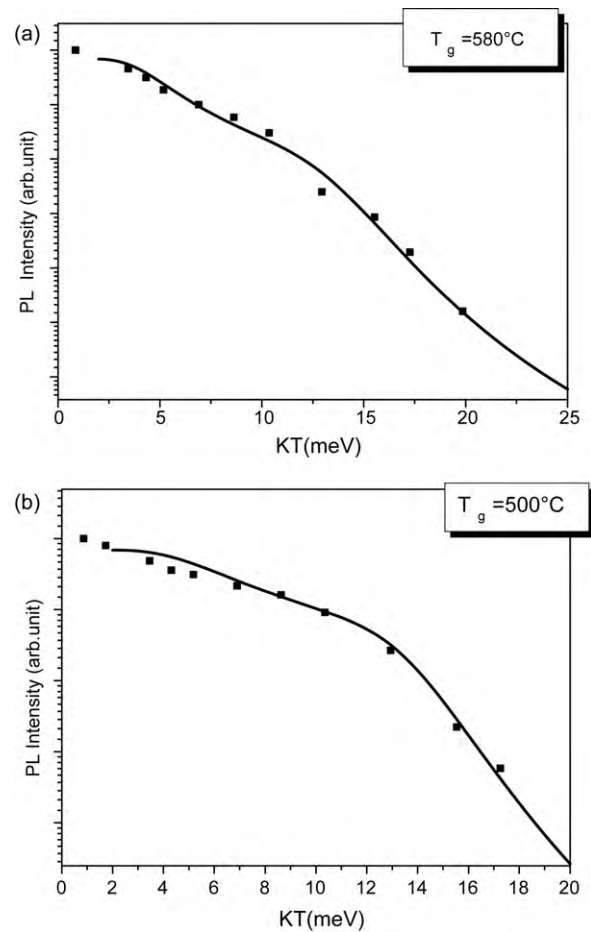 (a)
T g =580°C
PL Intensity (arb.unit)
0 5 10 15 20 25
KT(meV)
(b)
T g =500°C
PL Intensity (arb.unit)
0 2 4 6 8 10 12 14 16 18 20
KT(meV)